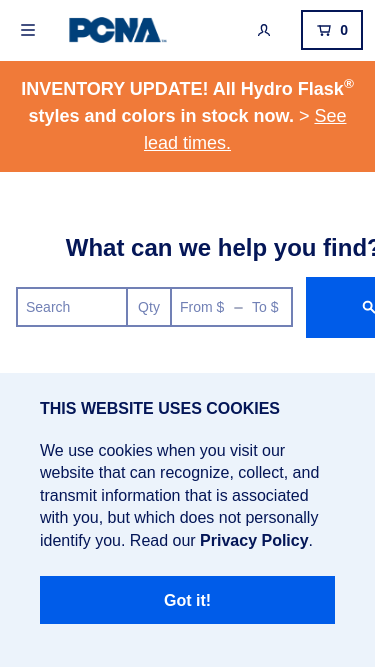 PCNA
0
INVENTORY UPDATE! All Hydro Flask®
styles and colors in stock now. > See
lead times.
What can we help you find?
Search Qty From $ – To $
THIS WEBSITE USES COOKIES
We use cookies when you visit our
website that can recognize, collect, and
transmit information that is associated
with you, but which does not personally
identify you. Read our Privacy Policy.
Got it!